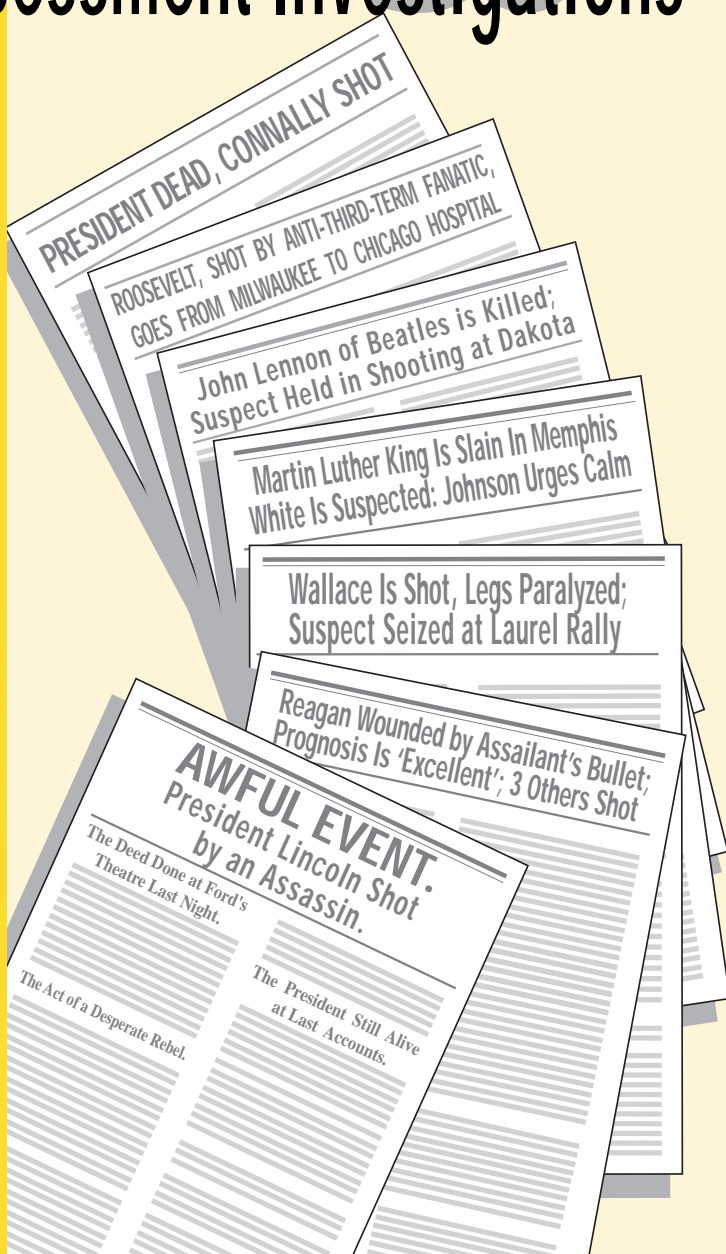 Investigations
PRESIDENT DEAD, CONNALLY SHOT
ROOSEVELT, SHOT BY ANTI-THIRD-TERM FANATIC,
GOES FROM MILWAUKEE TO CHICAGO HOSPITAL
John Lennon of Beatles is Killed;
Suspect Held in Shooting at Dakota
Martin Luther King Is Slain In Memphis
White Is Suspected: Johnson Urges Calm
Wallace Is Shot, Legs Paralyzed;
Suspect Seized at Laurel Rally
Reagan Wounded by Assailant's Bullet;
Prognosis Is 'Excellent'; 3 Others Shot
AWFUL EVENT.
President Lincoln Shot
by an Assassin.
The Deed Done at Ford's
Theatre Last Night.
The Act of a Desperate Rebel.
The President Still Alive
at Last Accounts.